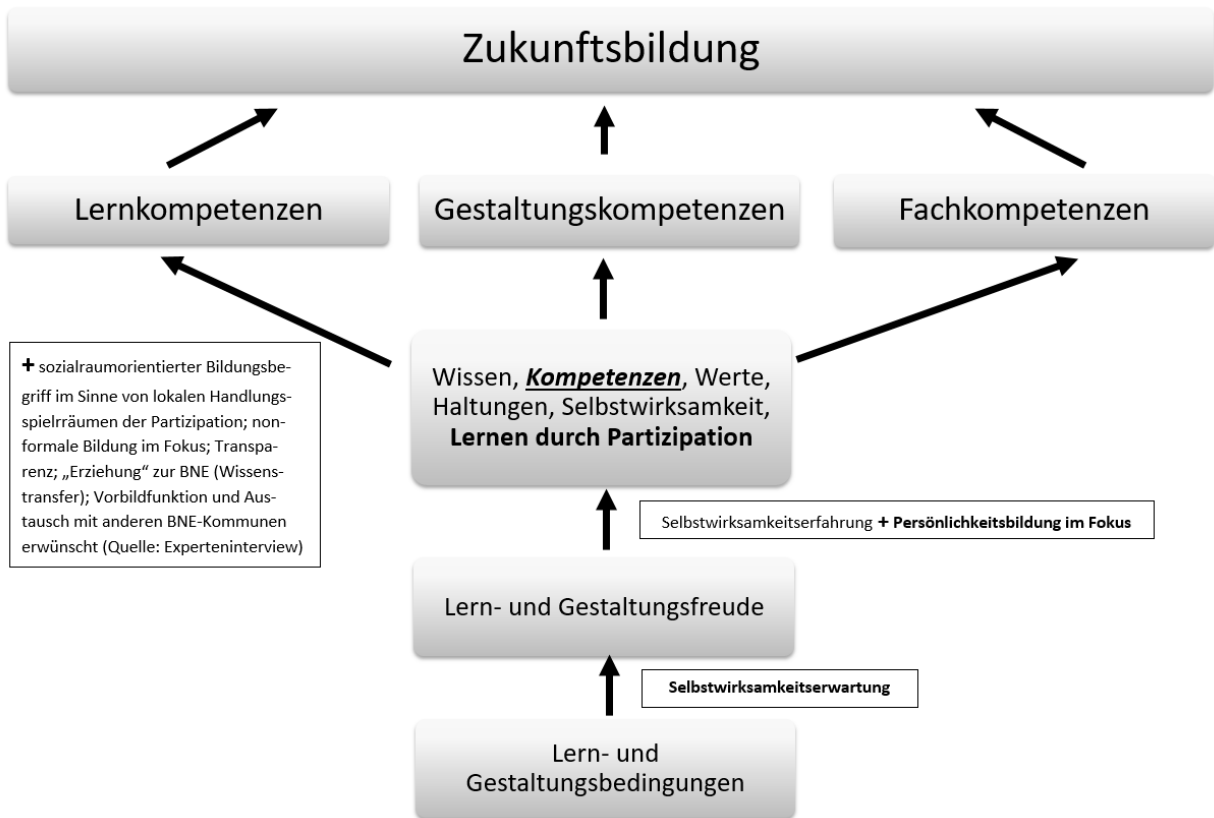 Zukunftsbildung
Lernkompetenzen
Gestaltungskompetenzen
Fachkompetenzen
+ sozialraumorientierter Bildungsbe-
griff im Sinne von lokalen Handlungs-
spielrräumen der Partizipation; non-
formale Bildung im Fokus; Transpa-
renz; „Erziehung“ zur BNE (Wissens-
transfer); Vorbildfunktion und Aus-
tausch mit anderen BNE-Kommunen
erwünscht (Quelle: Experteninterview)
Wissen, Kompetenzen, Werte,
Haltungen, Selbstwirksamkeit,
Lernen durch Partizipation
Selbstwirksamkeitserfahrung + Persönlichkeitsbildung im Fokus
Lern- und Gestaltungsfreude
Selbstwirksamkeitserwartung
Lern- und
Gestaltungsbedingungen